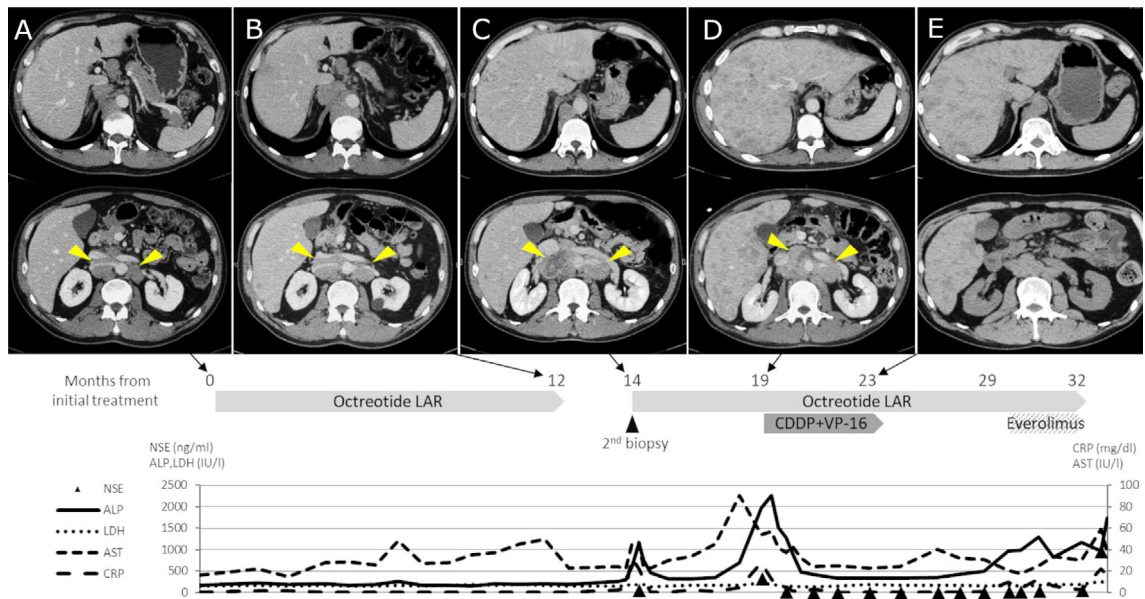 A B C D E
Months from
initial treatment
0 12 14 19 23 29 32
Octreotide LAR Octreotide LAR
CDDP+VP-16 Everolimus
2nd biopsy
NSE (ng/ml)
ALP,LDH (IU/l)
CRP (mg/dl)
AST (IU/l)
NSE
ALP
LDH
AST
CRP
2500 100
2000 80
1500 60
1000 40
500 20
0 0